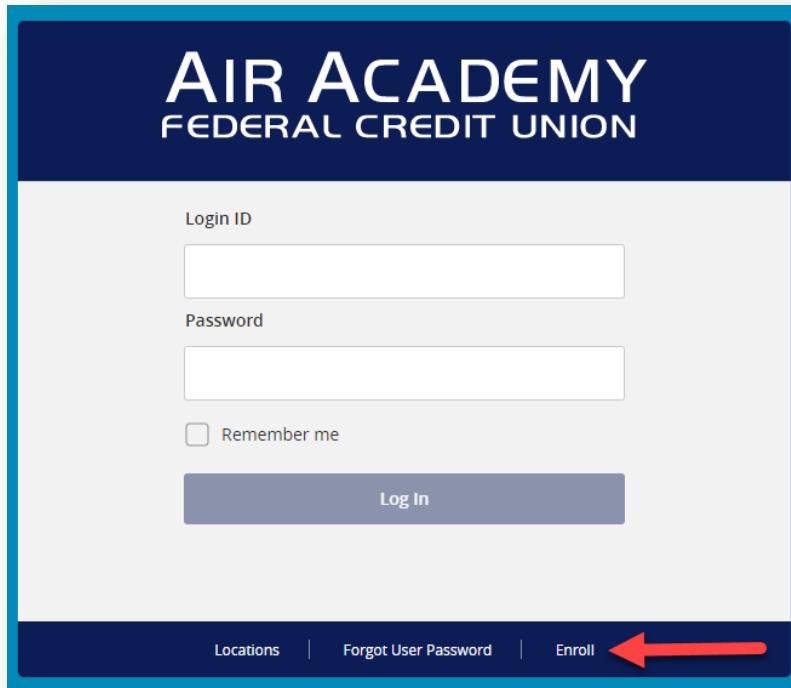 AIR ACADEMY
FEDERAL CREDIT UNION
Login ID
Password
Remember me
Log In
Locations | Forgot User Password | Enroll